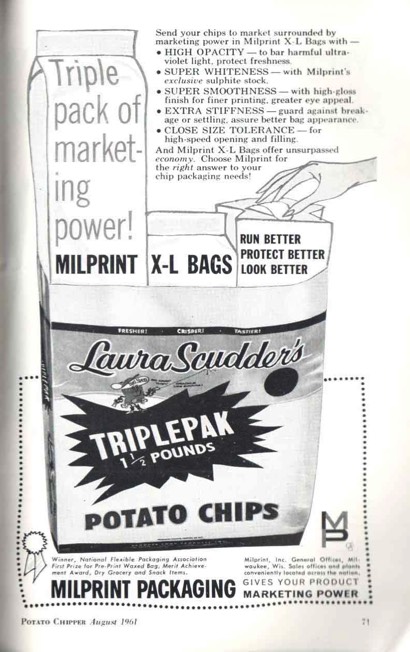 Send your chips to market surrounded by
marketing power in Milprint X-L Bags with —
• HIGH OPACITY — to bar harmful ultra-
violet light, protect freshness.
• SUPER WHITENESS — with Milprint's
exclusive sulphite stock.
• SUPER SMOOTHNESS — with high-gloss
finish for finer printing, greater eye appeal.
• EXTRA STIFFNESS — guard against break-
age or settling, assure better bag appearance.
• CLOSE SIZE TOLERANCE — for
high-speed opening and filling.
And Milprint X-L Bags offer unsurpassed
economy. Choose Milprint for
the right answer to your
chip packaging needs!
Triple
pack of
market-
ing
power!
MILPRINT X-L BAGS
RUN BETTER
PROTECT BETTER
LOOK BETTER
FRESHER! CRISPER! TASTIER!
Laura Scudder's
TRIPLEPAK
1 1/2 POUNDS
POTATO CHIPS
MP
Winner, National Flexible Packaging Association
First Prize for Pre-Print Waxed Bag, Merit Achieve-
ment Award, Dry Grocery and Snack Items.
Milprint, Inc. General Offices, Mil-
waukee, Wis. Sales offices and plants
conveniently located across the nation.
MILPRINT PACKAGING GIVES YOUR PRODUCT
MARKETING POWER
POTATO CHIPPER August 1961
71